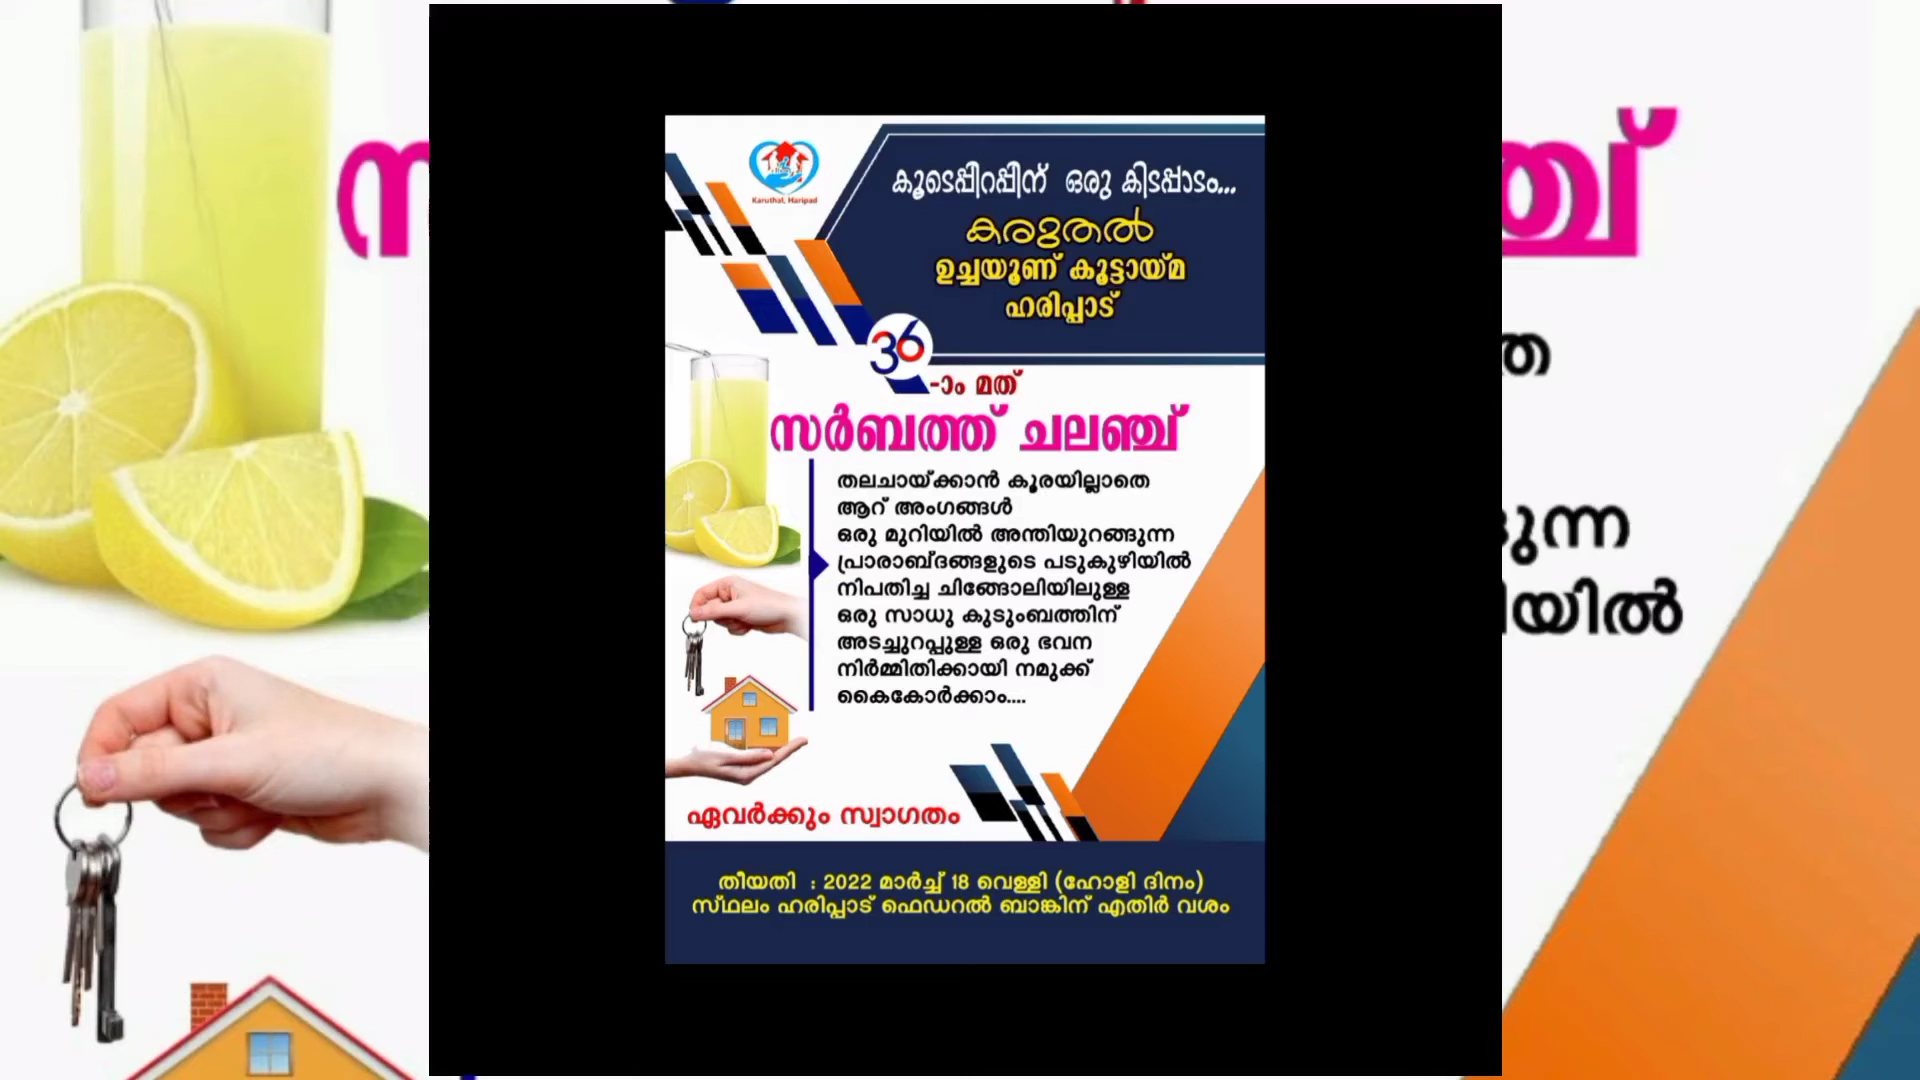 Karuthal, Haripad
കൂടെപ്പിറപ്പിന് ഒരു കിടപ്പാടം...
കരുതൽ
ഉച്ചയൂണ് കൂട്ടായ്മ
ഹരിപ്പാട്
36
-ാം മത്
സർബത്ത് ചലഞ്ച്
തലചായ്ക്കാൻ കൂരയില്ലാതെ
ആറ് അംഗങ്ങൾ
ഒരു മുറിയിൽ അന്തിയുറങ്ങുന്ന
പ്രാരാബ്ദങ്ങളുടെ പടുകുഴിയിൽ
നിപതിച്ച ചിങ്ങോലിയിലുള്ള
ഒരു സാധു കുടുംബത്തിന്
അടച്ചുറപ്പുള്ള ഒരു ഭവന
നിർമ്മിതിക്കായി നമുക്ക്
കൈകോർക്കാം....
ഏവർക്കും സ്വാഗതം
തീയതി : 2022 മാർച്ച് 18 വെള്ളി (ഹോളി ദിനം)
സ്ഥലം ഹരിപ്പാട് ഫെഡറൽ ബാങ്കിന് എതിർ വശം